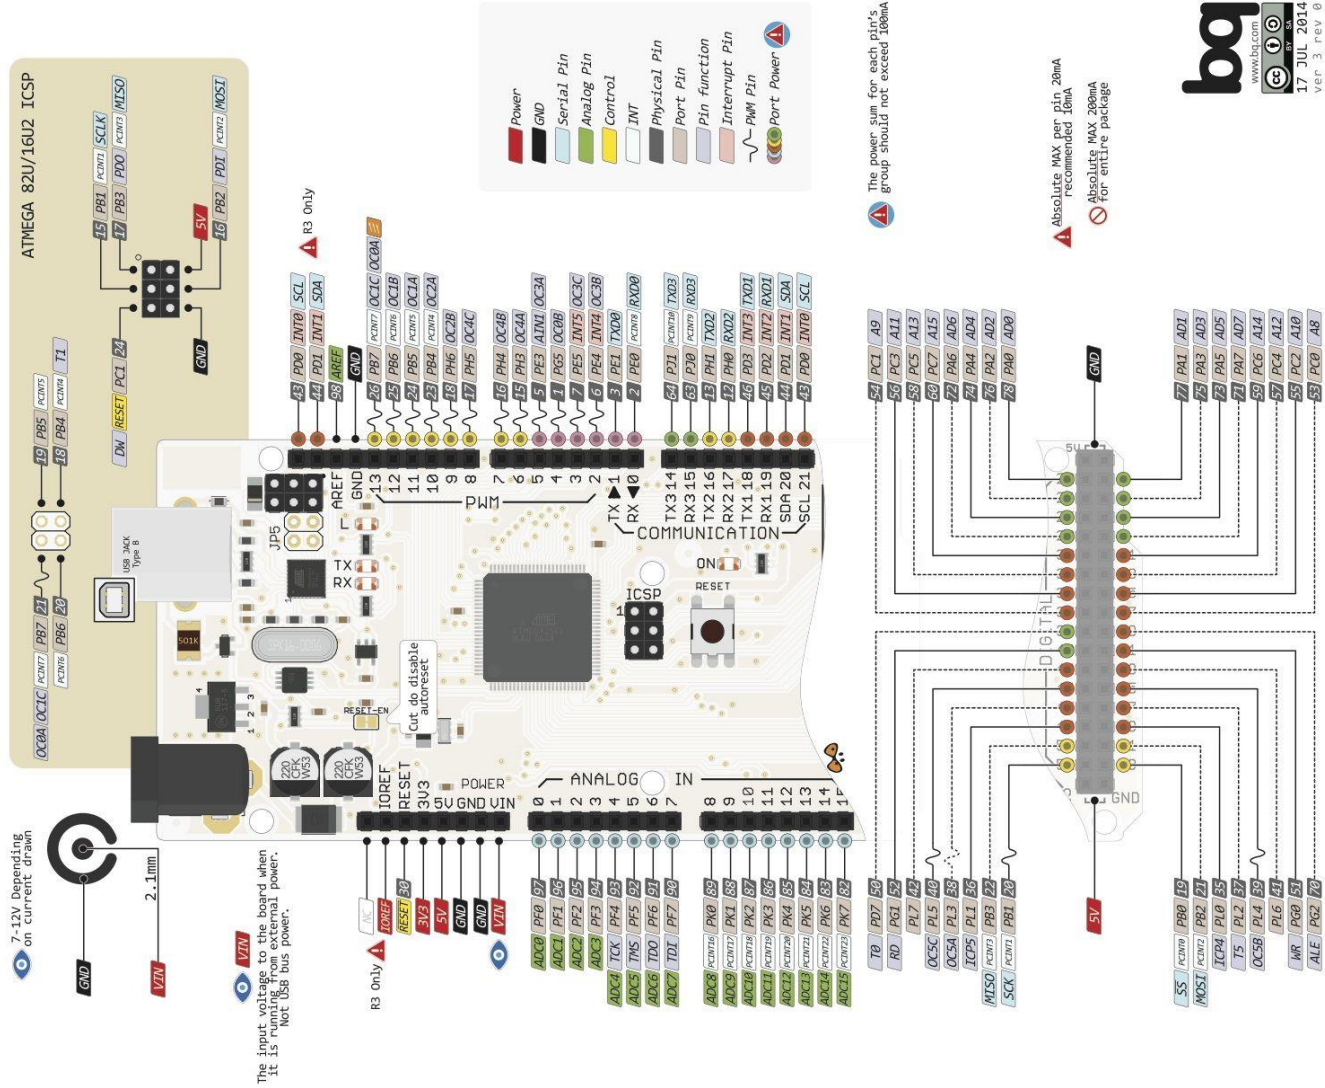 7-12V Depending
on current drawn
GND
VIN
2.1mm
VIN
The input voltage to the board when
it is running from external power.
Not USB bus power.
ATMEGA 82U/16U2 ICSP
OC0A OC1C PCINT7 PB7 21
PCINT6 PB6 20
19 PB5 PCINT5
18 PB4 PCINT4 T1
DW RESET PC1 24
15 PB1 PCINT1 SCLK
17 PB3 PDO PCINT3 MISO
5V
16 PB2 PDI PCINT2 MOSI
GND
USB JACK
Type B
R3 Only
43 PD0 INT0 SCL
44 PD1 INT1 SDA
98 AREF
GND
26 PB7 PCINT7 OC1C OC0A
25 PB6 PCINT6 OC1B
24 PB5 PCINT5 OC1A
23 PB4 PCINT4 OC2A
18 PH6 OC2B
17 PH5 OC4C
16 PH4 OC4B
15 PH3 OC4A
5 PE3 AIN1 OC3A
1 PG5 OC0B
7 PE5 INT5 OC3C
6 PE4 INT4 OC3B
3 PE1 TXD0
2 PE0 PCINT8 RXD0
64 PJ1 PCINT10 TXD3
63 PJ0 PCINT9 RXD3
13 PH1 TXD2
12 PH0 RXD2
46 PD3 INT3 TXD1
45 PD2 INT2 RXD1
44 PD1 INT1 SDA
43 PD0 INT0 SCL
AREF
GND
13
12
11
10
9
8
7
6
5
4
3
2
TX 1
RX 0
TX3 14
RX3 15
TX2 16
RX2 17
TX1 18
RX1 19
SDA 20
SCL 21
PWM
COMMUNICATION
JP5
L
TX
RX
501K
4
1 2 3
1
220
CFK
W53
220
CFK
W53
RESET-EN
Cut do disable
autoreset
ICSP
1
ON
RESET
IOREF
RESET
3V3
5V
GND
VIN
POWER
ANALOG IN
0
1
2
3
4
5
6
7
8
9
10
11
12
13
14
15
R3 Only
NC
IOREF
RESET 30
3V3
5V
GND
GND
VIN
ADC0 PF0 97
ADC1 PF1 96
ADC2 PF2 95
ADC3 PF3 94
ADC4 TCK PF4 93
ADC5 TMS PF5 92
ADC6 TDO PF6 91
ADC7 TDI PF7 90
ADC8 PCINT16 PK0 89
ADC9 PCINT17 PK1 88
ADC10 PCINT18 PK2 87
ADC11 PCINT19 PK3 86
ADC12 PCINT20 PK4 85
ADC13 PCINT21 PK5 84
ADC14 PCINT22 PK6 83
ADC15 PCINT23 PK7 82
Power
GND
Serial Pin
Analog Pin
Control
INT
Physical Pin
Port Pin
Pin function
Interrupt Pin
PWM Pin
Port Power
The power sum for each pin's
group should not exceed 100mA
Absolute MAX per pin 20mA
recommended 10mA
Absolute MAX 200mA
for entire package
bq
www.bq.com
cc BY SA
17 JUL 2014
ver 3 rev 0
54 PC1 A9
56 PC3 A11
58 PC5 A13
60 PC7 A15
72 PA6 AD6
74 PA4 AD4
76 PA2 AD2
78 PA0 AD0
GND
77 PA1 AD1
75 PA3 AD3
73 PA5 AD5
71 PA7 AD7
59 PC6 A14
57 PC4 A12
55 PC2 A10
53 PC0 A8
5V
DIGITAL
GND
T0 PD7 50
RD PG1 52
PL7 42
OC5C PL5 40
OC5A PL3 38
ICP5 PL1 36
MISO PCINT3 PB3 22
SCK PCINT1 PB1 20
5V
SS PCINT0 PB0 19
MOSI PCINT2 PB2 21
ICP4 PL0 35
T5 PL2 37
OC5B PL4 39
PL6 41
WR PG0 51
ALE PG2 70